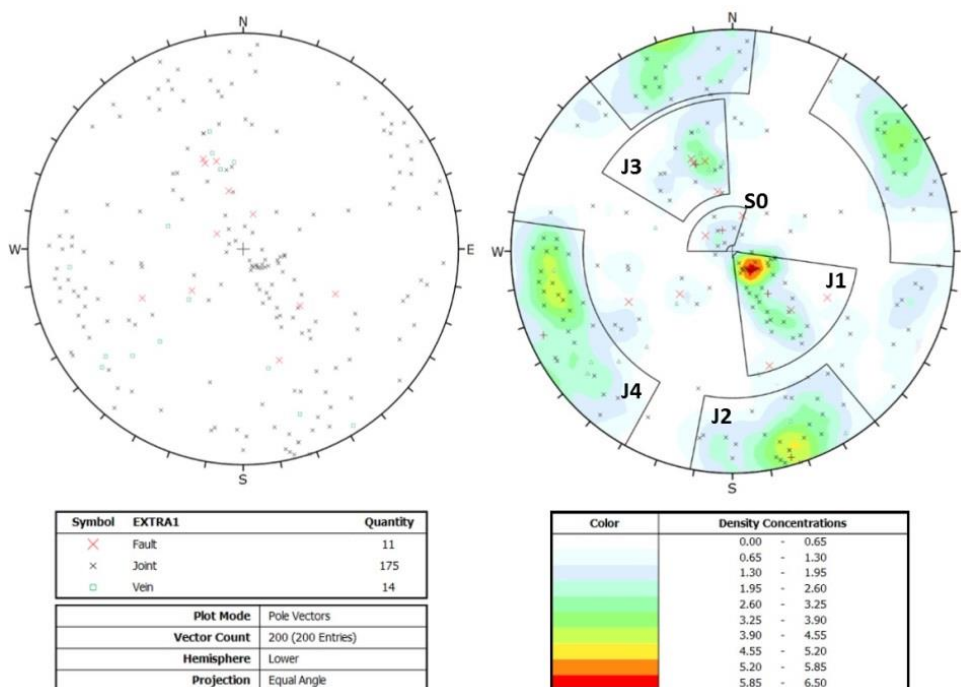 N
W
E
S
N
W
E
S
J3
S0
J1
J4
J2
Symbol EXTRA1 Quantity
Fault 11
Joint 175
Vein 14
Plot Mode Pole Vectors
Vector Count 200 (200 Entries)
Hemisphere Lower
Projection Equal Angle
Color Density Concentrations
0.00 - 0.65
0.65 - 1.30
1.30 - 1.95
1.95 - 2.60
2.60 - 3.25
3.25 - 3.90
3.90 - 4.55
4.55 - 5.20
5.20 - 5.85
5.85 - 6.50